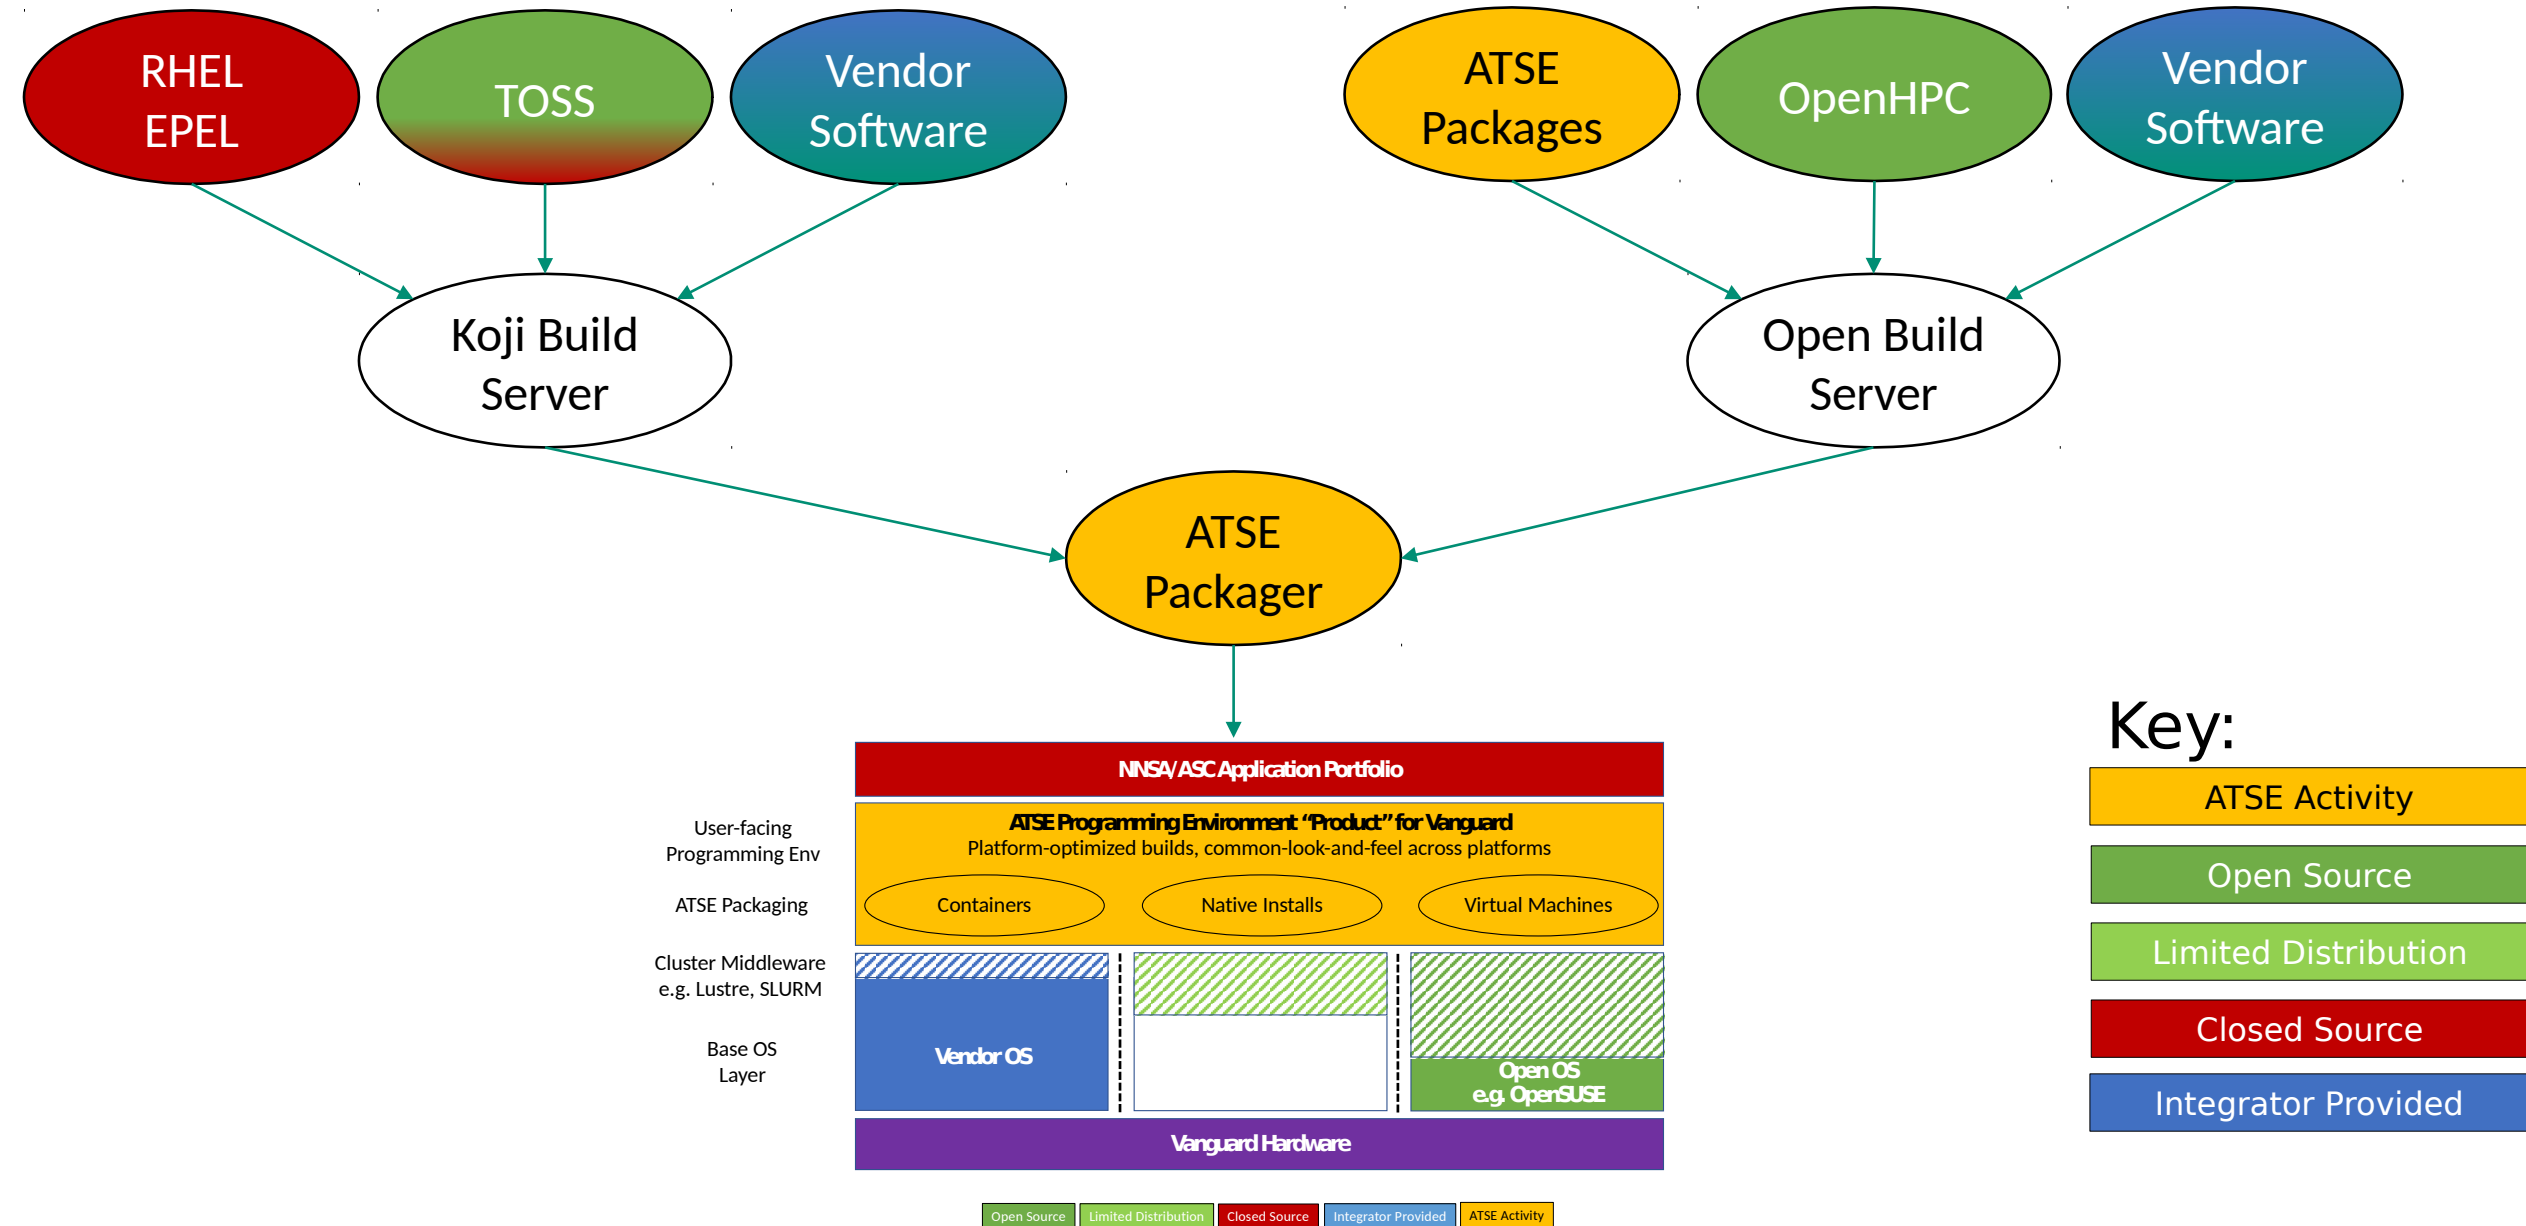 RHEL
EPEL
TOSS
Vendor
Software
ATSE
Packages
OpenHPC
Vendor
Software
Koji Build
Server
Open Build
Server
ATSE
Packager
Key:
ATSE Activity
Open Source
Limited Distribution
Closed Source
Integrator Provided
NNSA/ASC Application Portfolio
User-facing
Programming Env
ATSE Programming Environment “Product” for Vanguard
Platform-optimized builds, common-look-and-feel across platforms
ATSE Packaging
Containers
Native Installs
Virtual Machines
Cluster Middleware
e.g. Lustre, SLURM
Base OS
Layer
Vendor OS
Open OS
e.g. OpenSUSE
Vanguard Hardware
Open Source
Limited Distribution
Closed Source
Integrator Provided
ATSE Activity